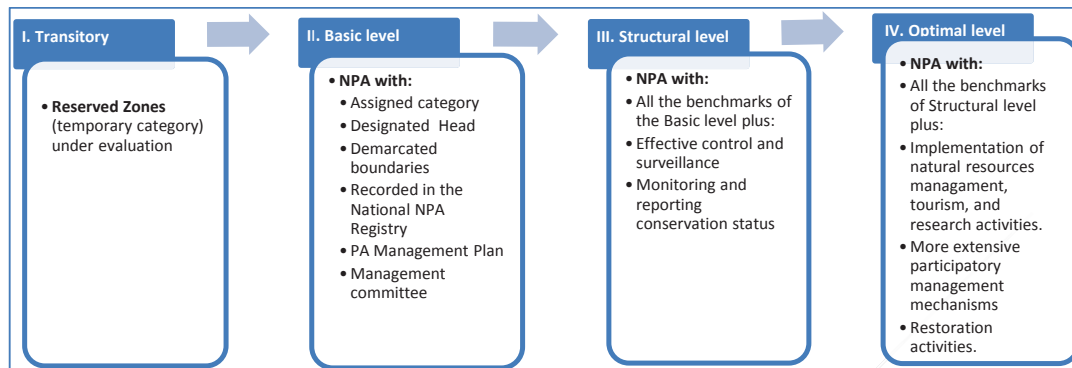 I. Transitory
• Reserved Zones
(temporary category)
under evaluation
II. Basic level
• NPA with:
• Assigned category
• Designated Head
• Demarcated
boundaries
• Recorded in the
National NPA
Registry
• PA Management Plan
• Management
committee
III. Structural level
• NPA with:
• All the benchmarks of
the Basic level plus:
• Effective control and
surveillance
• Monitoring and
reporting
conservation status
IV. Optimal level
• NPA with:
• All the benchmarks
of Structural level
plus:
• Implementation of
natural resources
managament,
tourism, and
research activities.
• More extensive
participatory
management
mechanisms
• Restoration
activities.